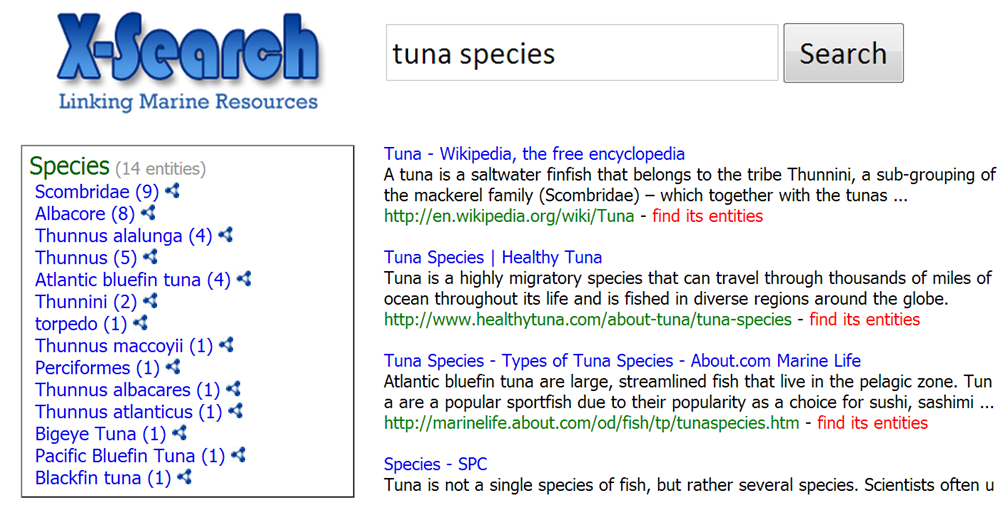 X-Search
Linking Marine Resources
tuna species
Search
Species (14 entities)
Scombridae (9)
Albacore (8)
Thunnus alalunga (4)
Thunnus (5)
Atlantic bluefin tuna (4)
Thunnini (2)
torpedo (1)
Thunnus maccoyii (1)
Perciformes (1)
Thunnus albacares (1)
Thunnus atlanticus (1)
Bigeye Tuna (1)
Pacific Bluefin Tuna (1)
Blackfin tuna (1)
Tuna - Wikipedia, the free encyclopedia
A tuna is a saltwater finfish that belongs to the tribe Thunnini, a sub-grouping of
the mackerel family (Scombridae) – which together with the tunas ...
http://en.wikipedia.org/wiki/Tuna - find its entities
Tuna Species | Healthy Tuna
Tuna is a highly migratory species that can travel through thousands of miles of
ocean throughout its life and is fished in diverse regions around the globe.
http://www.healthytuna.com/about-tuna/tuna-species - find its entities
Tuna Species - Types of Tuna Species - About.com Marine Life
Atlantic bluefin tuna are large, streamlined fish that live in the pelagic zone. Tun
a are a popular sportfish due to their popularity as a choice for sushi, sashimi ...
http://marinelife.about.com/od/fish/tp/tunaspecies.htm - find its entities
Species - SPC
Tuna is not a single species of fish, but rather several species. Scientists often u